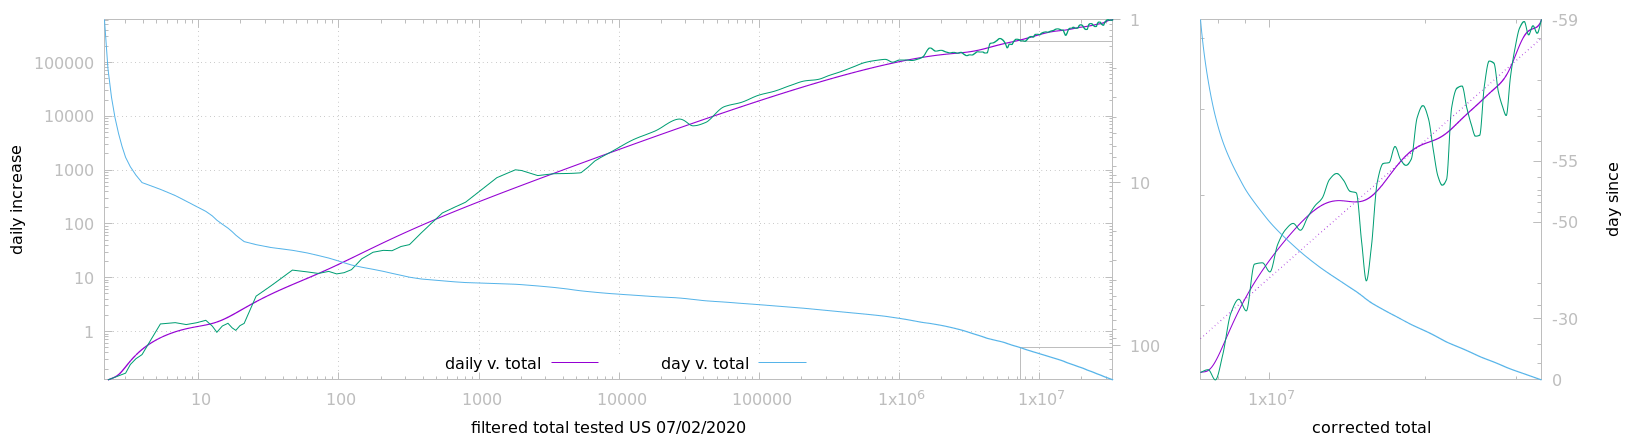 daily increase
100000
10000
1000
100
10
1
1
10
100
daily v. total
day v. total
10
100
1000
10000
100000
1x10^6
1x10^7
filtered total tested US 07/02/2020
-59
-55
-50
-30
0
day since
1x10^7
corrected total